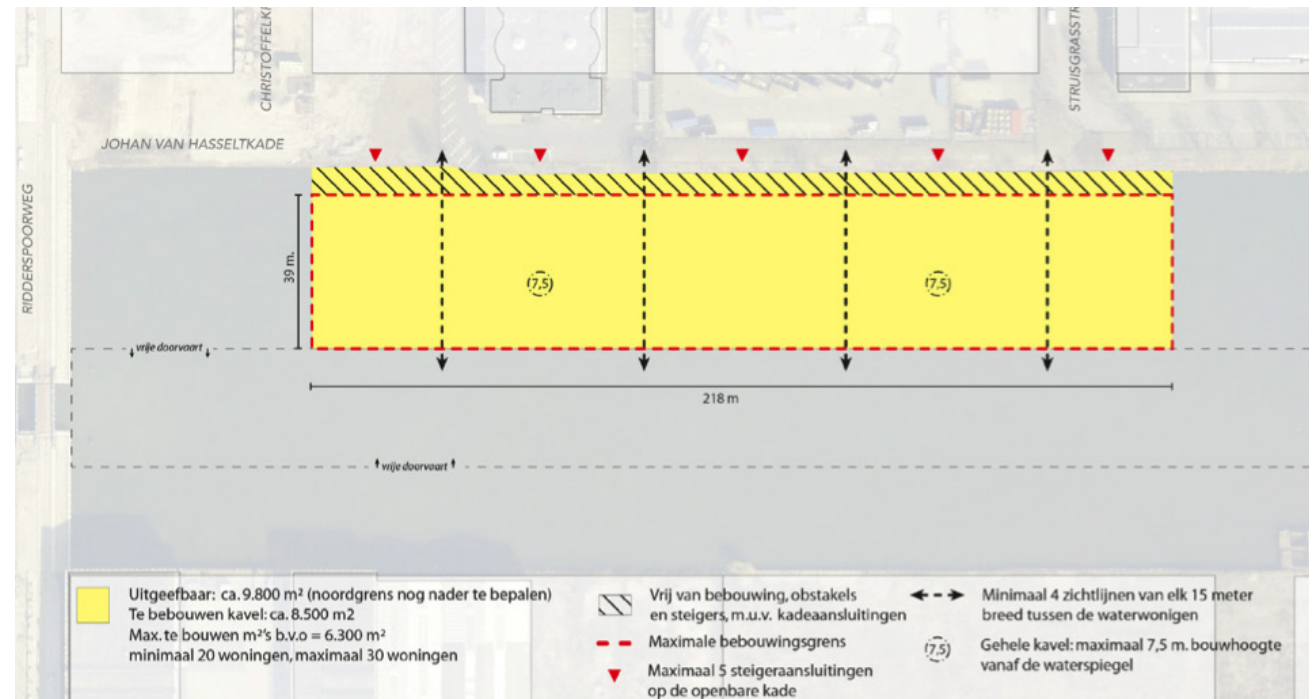 CHRISTOFFELK
STRUISGRASSTR
JOHAN VAN HASSELTKADE
RIDDERSPOORWEG
39 m.
(7,5)
(7,5)
vrije doorvaart
218 m
vrije doorvaart
Uitgeefbaar: ca. 9.800 m² (noordgrens nog nader te bepalen)
Te bebouwen kavel: ca. 8.500 m2
Max. te bouwen m²'s b.v.o = 6.300 m²
minimaal 20 woningen, maximaal 30 woningen
Vrij van bebouwing, obstakels
en steigers, m.u.v. kadeaansluitingen
Maximale bebouwingsgrens
Maximaal 5 steigeraansluitingen
op de openbare kade
Minimaal 4 zichtlijnen van elk 15 meter
breed tussen de waterwonigen
(7,5)
Gehele kavel: maximaal 7,5 m. bouwhoogte
vanaf de waterspiegel